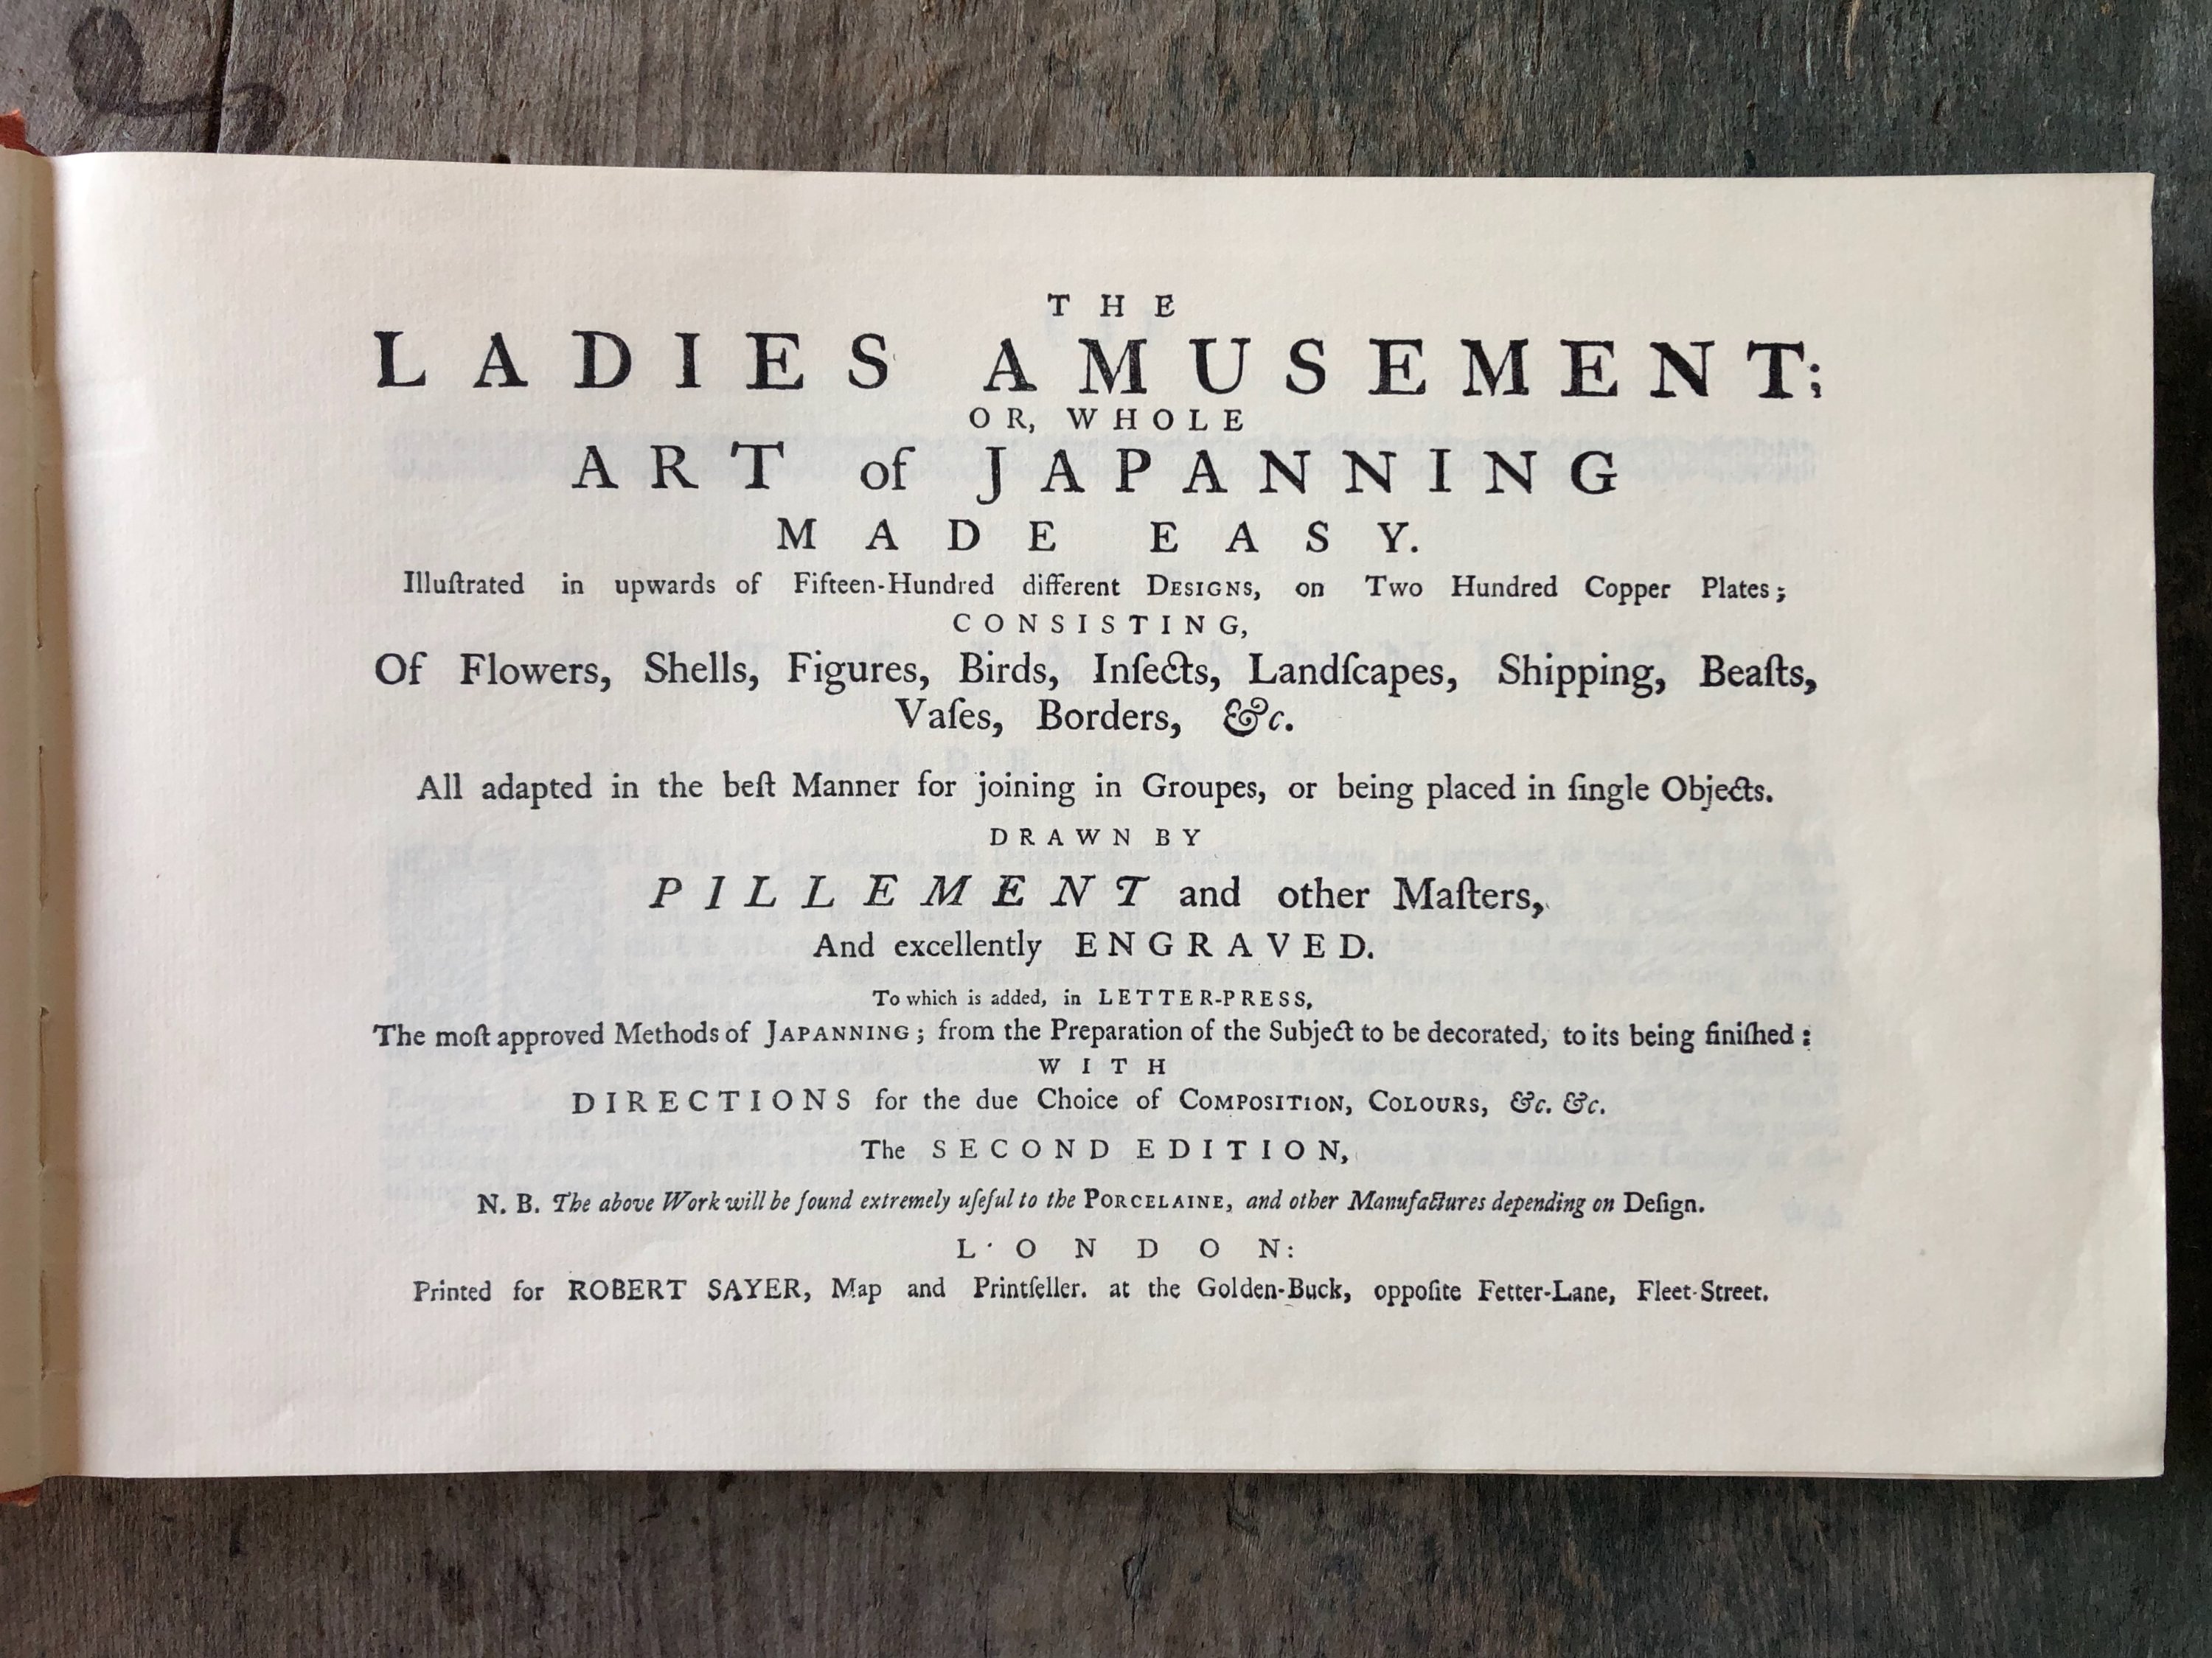 THE
LADIES AMUSEMENT;
OR, WHOLE
ART of JAPANNING
MADE EASY.
Illuſtrated in upwards of Fifteen-Hundred different DESIGNS, on Two Hundred Copper Plates;
CONSISTING,
Of Flowers, Shells, Figures, Birds, Inſects, Landſcapes, Shipping, Beaſts,
Vaſes, Borders, &c.
All adapted in the beſt Manner for joining in Groupes, or being placed in ſingle Objects.
DRAWN BY
PILLEMENT and other Maſters,
And excellently ENGRAVED.
To which is added, in LETTER-PRESS,
The moſt approved Methods of JAPANNING; from the Preparation of the Subject to be decorated, to its being finiſhed:
WITH
DIRECTIONS for the due Choice of COMPOSITION, COLOURS, &c. &c.
The SECOND EDITION,
N. B. The above Work will be found extremely uſeful to the PORCELAINE, and other Manufactures depending on Deſign.
LONDON:
Printed for ROBERT SAYER, Map and Printſeller. at the Golden-Buck, oppoſite Fetter-Lane, Fleet-Street.